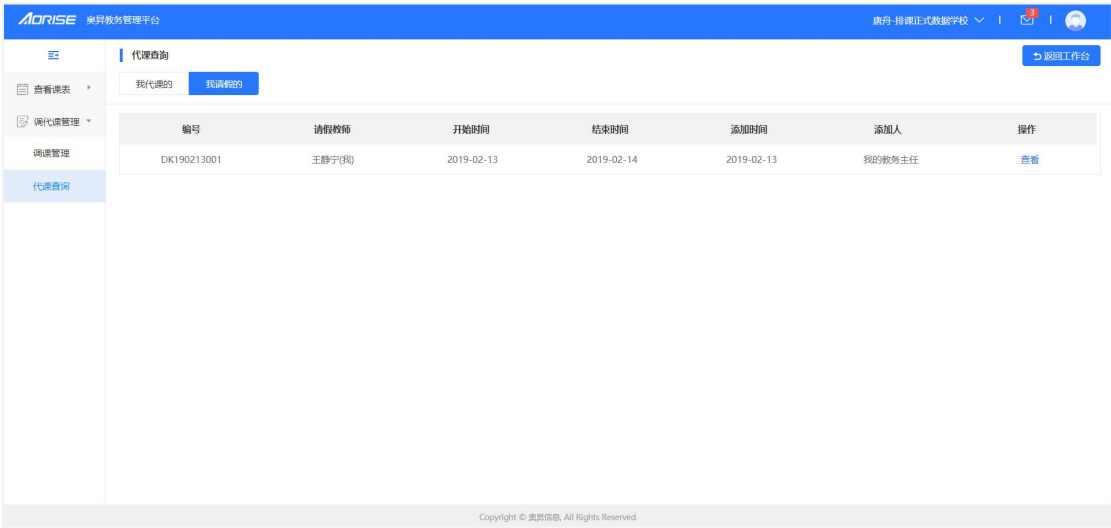 AORISE 奥昇教务管理平台 唐舟-排课正式数据学校 3
代课查询 返回工作台
我代课的 我请假的
查看课表
调代课管理
调课管理
代课查询
编号 请假教师 开始时间 结束时间 添加时间 添加人 操作
DK190213001 王静宁(我) 2019-02-13 2019-02-14 2019-02-13 我的教务主任 查看
Copyright © 奥昇信息, All Rights Reserved